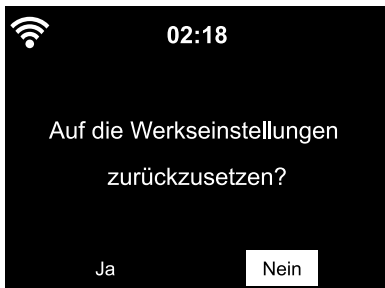 02:18
Auf die Werkseinstellungen
zurückzusetzen?
Ja Nein